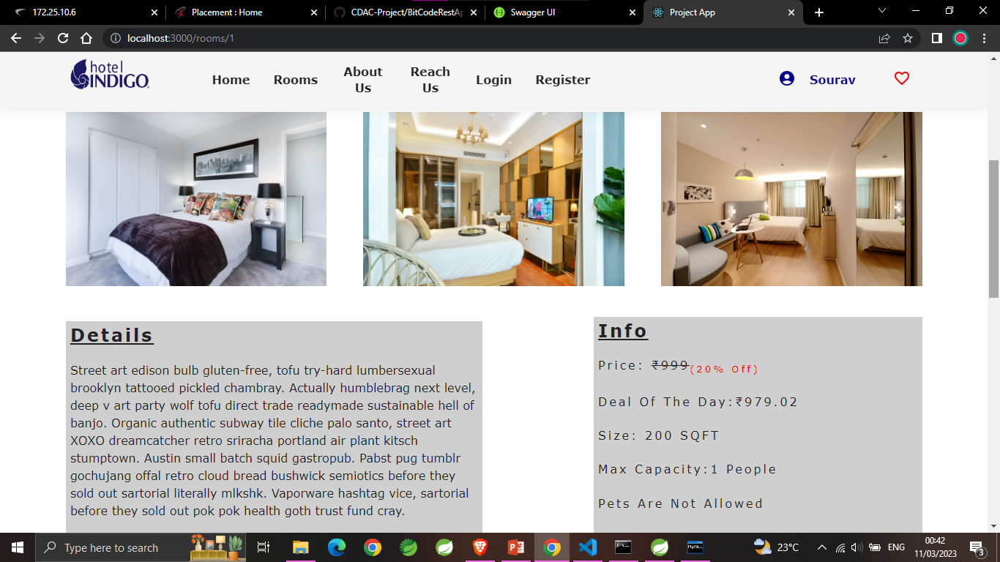 172.25.10.6
Placement : Home
CDAC-Project/BitCodeRestAp
Swagger UI
Project App
localhost:3000/rooms/1
hotel
INDIGO
Home
Rooms
About
Us
Reach
Us
Login
Register
Sourav
Details
Street art edison bulb gluten-free, tofu try-hard lumbersexual
brooklyn tattooed pickled chambray. Actually humblebrag next level,
deep v art party wolf tofu direct trade readymade sustainable hell of
banjo. Organic authentic subway tile cliche palo santo, street art
XOXO dreamcatcher retro sriracha portland air plant kitsch
stumptown. Austin small batch squid gastropub. Pabst pug tumblr
gochujang offal retro cloud bread bushwick semiotics before they
sold out sartorial literally mlkshk. Vaporware hashtag vice, sartorial
before they sold out pok pok health goth trust fund cray.
Info
Price: ₹999(20% Off)
Deal Of The Day:₹979.02
Size: 200 SQFT
Max Capacity:1 People
Pets Are Not Allowed
Type here to search
23°C
ENG
00:42
11/03/2023
3